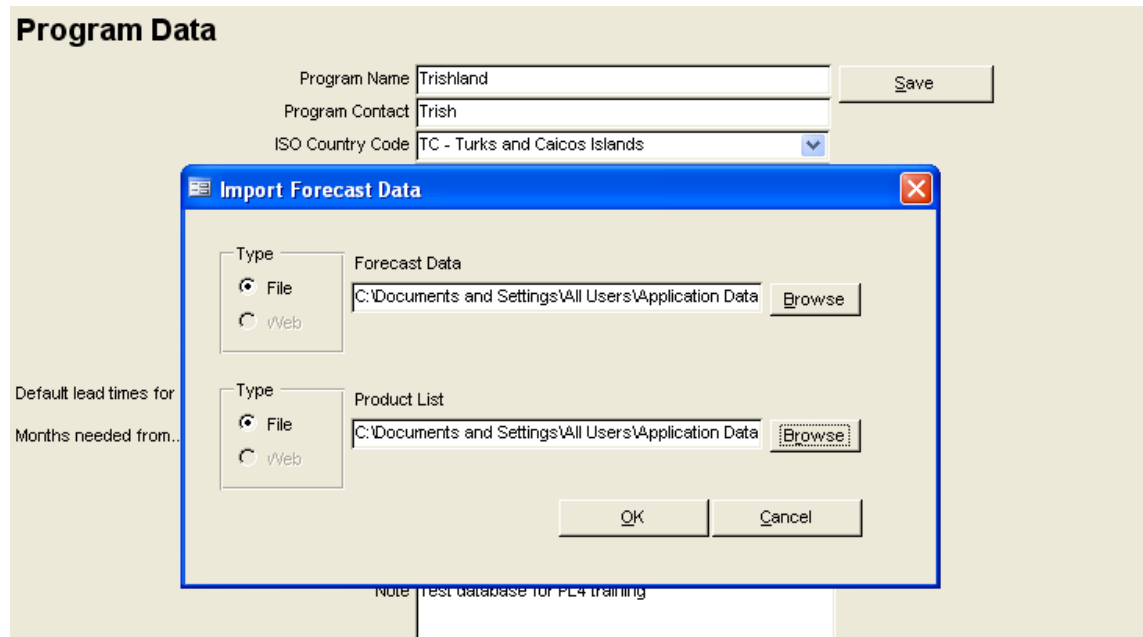 Program Data
Program Name Trishland
Save
Program Contact Trish
ISO Country Code TC - Turks and Caicos Islands
Import Forecast Data
Type
File
Web
Forecast Data
C:\Documents and Settings\All Users\Application Data
Browse
Default lead times for
Months needed from..
Type
File
Web
Product List
C:\Documents and Settings\All Users\Application Data
Browse
OK
Cancel
Note Test database for PL4 training